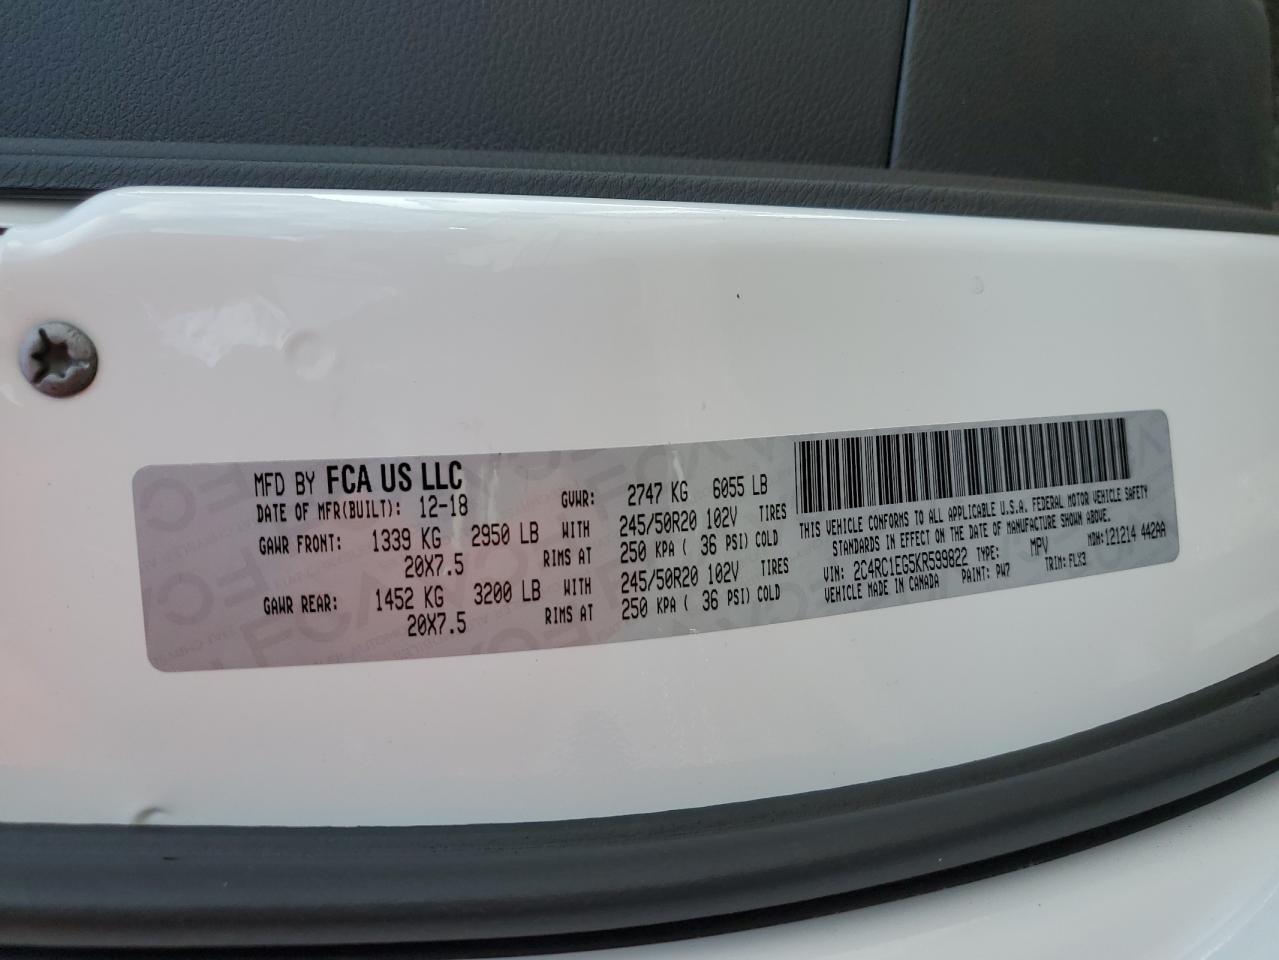 MFD BY FCA US LLC
DATE OF MFR(BUILT): 12-18 GVWR: 2747 KG 6055 LB
GAWR FRONT: 1339 KG 2950 LB WITH 245/50R20 102V TIRES
20X7.5 RIMS AT 250 KPA ( 36 PSI) COLD
GAWR REAR: 1452 KG 3200 LB WITH 245/50R20 102V TIRES
20X7.5 RIMS AT 250 KPA ( 36 PSI) COLD
THIS VEHICLE CONFORMS TO ALL APPLICABLE U.S.A. FEDERAL MOTOR VEHICLE SAFETY
STANDARDS IN EFFECT ON THE DATE OF MANUFACTURE SHOWN ABOVE.
VIN: 2C4RC1EG5KR599822 TYPE: MPV MDH:121214 442AA
VEHICLE MADE IN CANADA PAINT: PW7 TRIM: FLX3